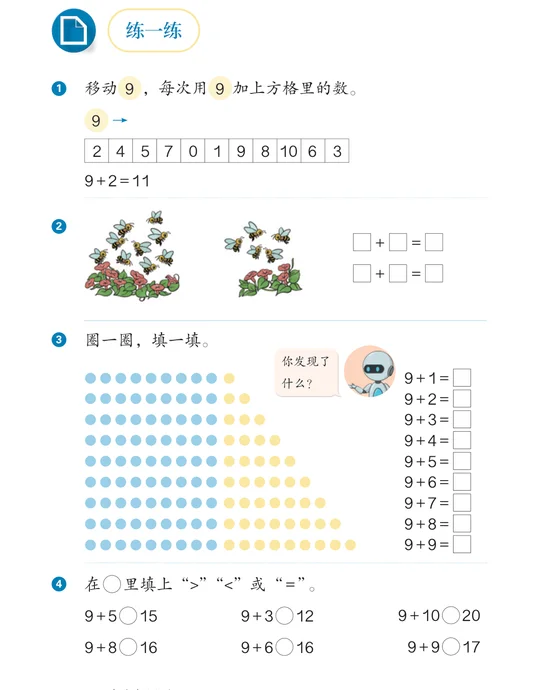 练一练
1 移动 9 ，每次用 9 加上方格里的数。
9 →
2 4 5 7 0 1 9 8 10 6 3
9+2=11
2
□+□=□
□+□=□
3 圈一圈，填一填。
你发现了
什么？
9+1=□
9+2=□
9+3=□
9+4=□
9+5=□
9+6=□
9+7=□
9+8=□
9+9=□
4 在○里填上“>”“<”或“=”。
9+5○15 9+3○12 9+10○20
9+8○16 9+6○16 9+9○17